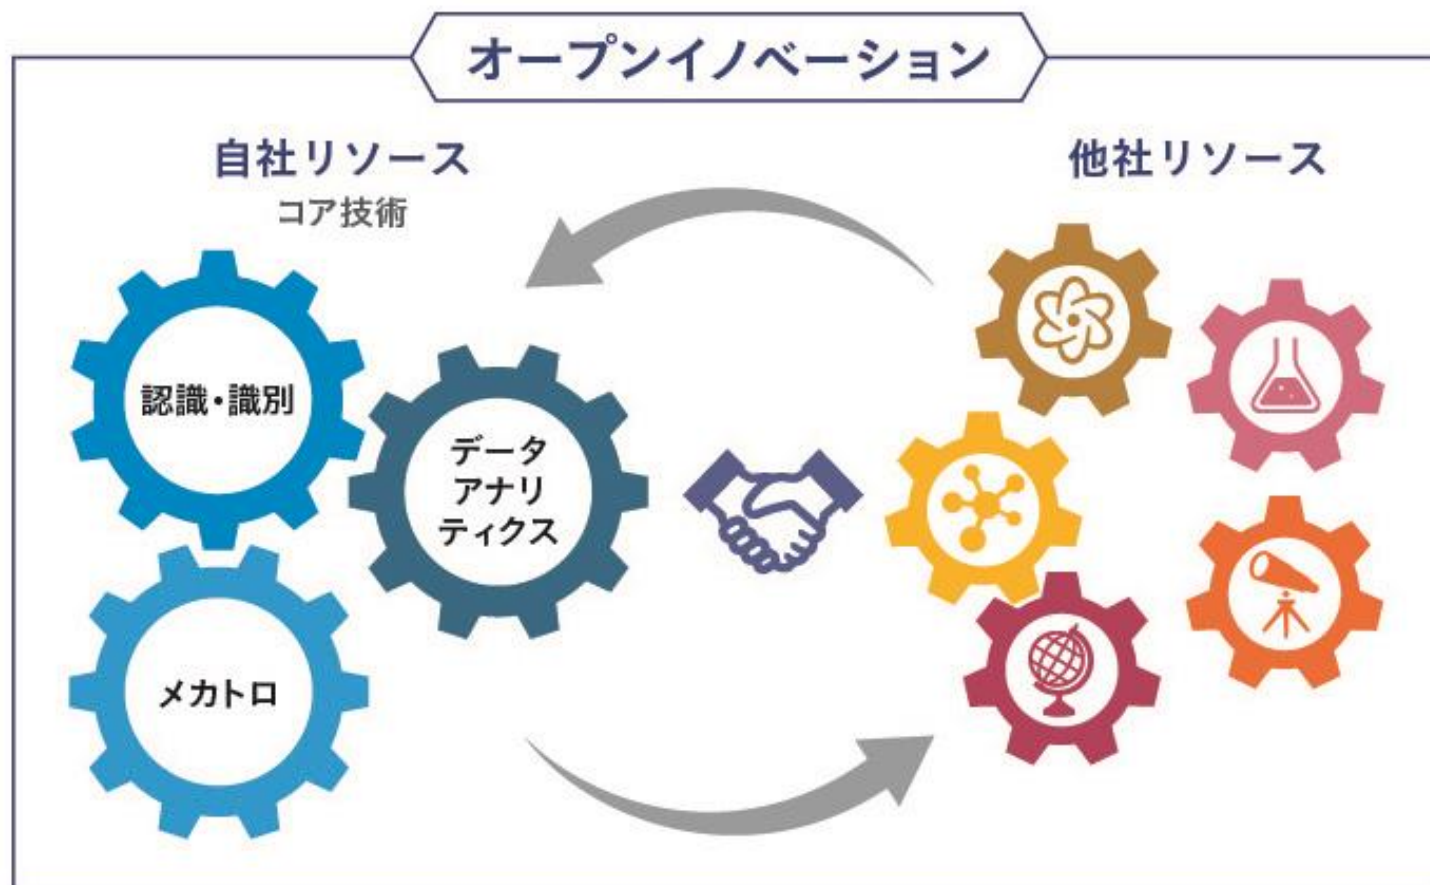 オープンイノベーション
自社リソース
コア技術
他社リソース
認識・識別
データ
アナリ
ティクス
メカトロ